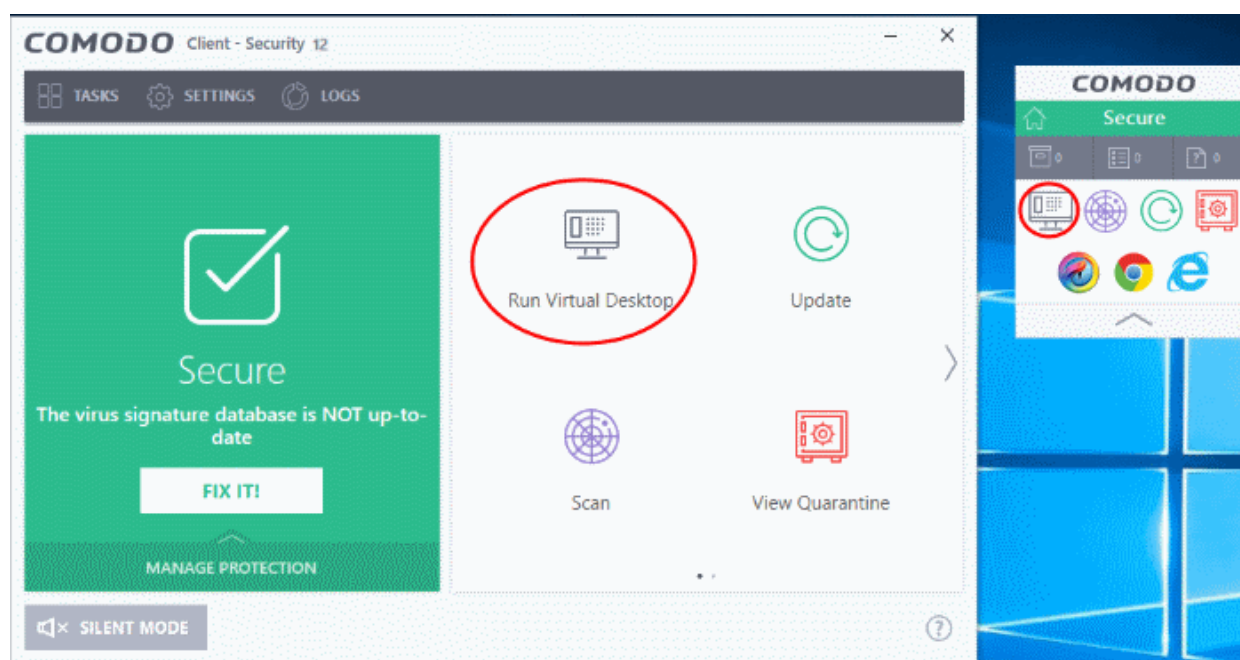 COMODO Client - Security 12
TASKS SETTINGS LOGS
Secure
The virus signature database is NOT up-to-
date
FIX IT!
MANAGE PROTECTION
Run Virtual Desktop
Update
Scan
View Quarantine
SILENT MODE
?
COMODO
Secure
0 0 ? 0